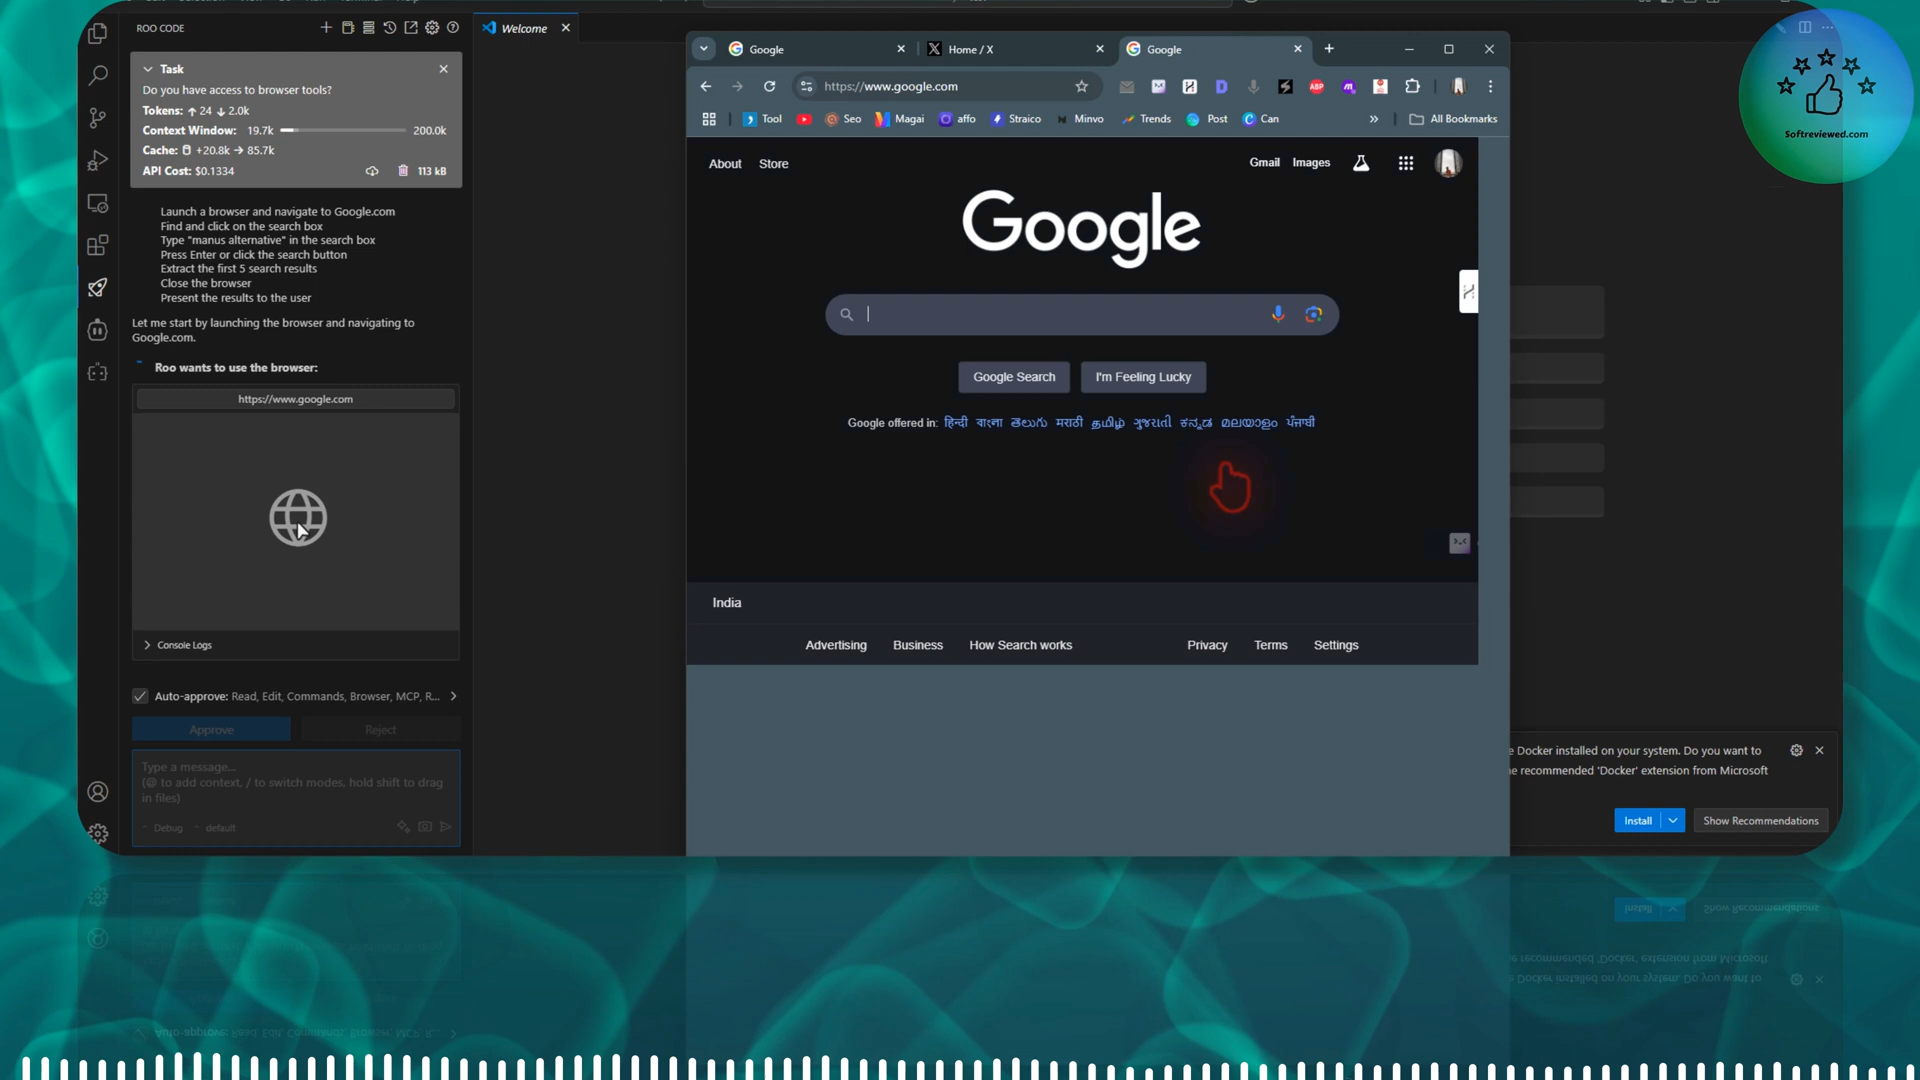 ROO CODE
Task
Do you have access to browser tools?
Tokens: ↑ 24 ↓ 2.0k
Context Window: 19.7k 200.0k
Cache: +20.8k → 85.7k
API Cost: $0.1334 113 kB
Launch a browser and navigate to Google.com
Find and click on the search box
Type "manus alternative" in the search box
Press Enter or click the search button
Extract the first 5 search results
Close the browser
Present the results to the user
Let me start by launching the browser and navigating to
Google.com.
Roo wants to use the browser:
https://www.google.com
Console Logs
Auto-approve: Read, Edit, Commands, Browser, MCP, R...
Approve Reject
Type a message...
(@ to add context, / to switch modes, hold shift to drag
in files)
Debug default
Welcome
Google Home / X Google
https://www.google.com
Tool Seo Magai affo Straico Minvo Trends Post Can All Bookmarks
About Store Gmail Images
Google
Google Search I'm Feeling Lucky
Google offered in: हिन्दी বাংলা తెలుగు मराठी தமிழ் ગુજરાતી ಕನ್ನಡ മലയാളം ਪੰਜਾਬੀ
India
Advertising Business How Search works Privacy Terms Settings
Docker installed on your system. Do you want to
recommended 'Docker' extension from Microsoft
Install Show Recommendations
Softreviewed.com